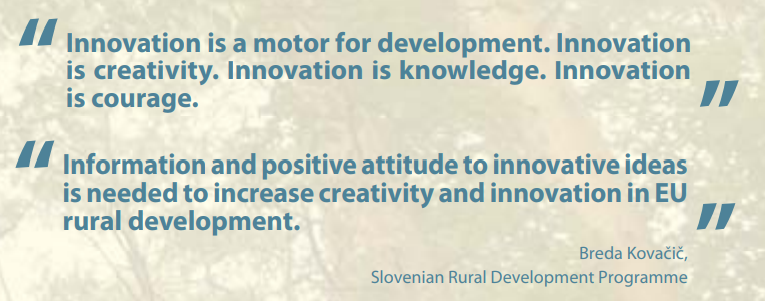 " Innovation is a motor for development. Innovation
is creativity. Innovation is knowledge. Innovation
is courage. "
" Information and positive attitude to innovative ideas
is needed to increase creativity and innovation in EU
rural development. "
Breda Kovačič,
Slovenian Rural Development Programme